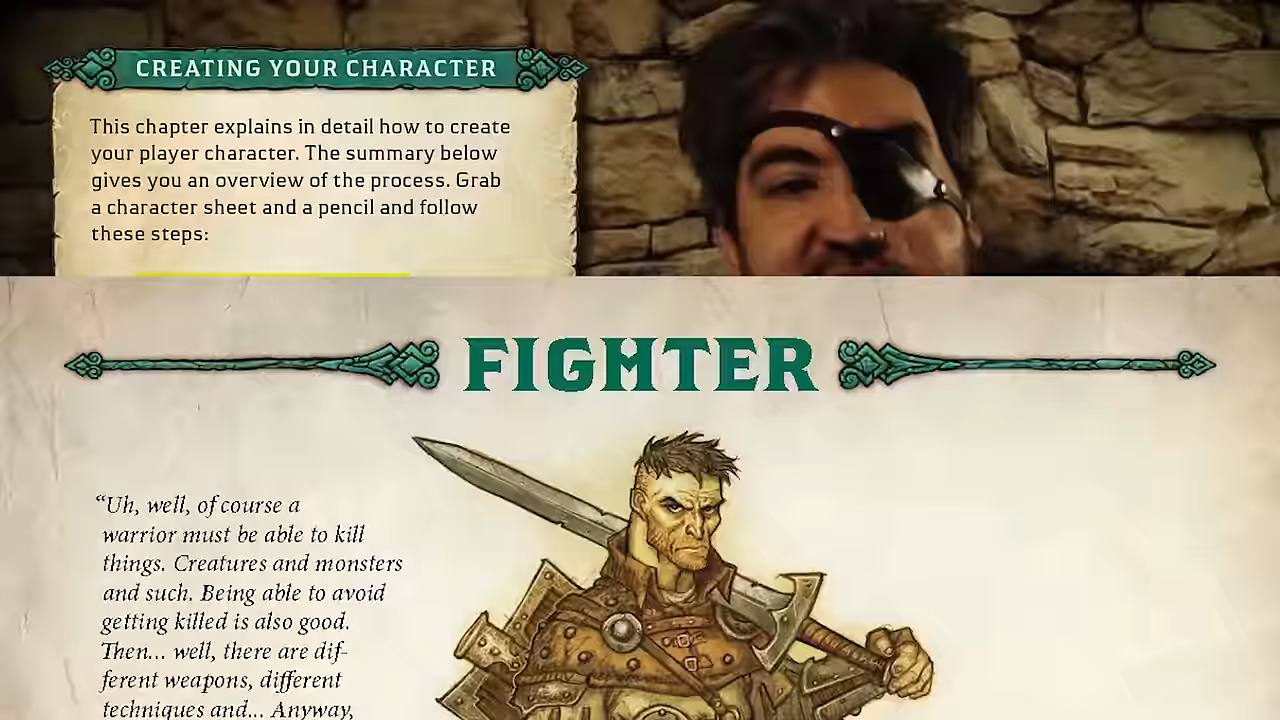 CREATING YOUR CHARACTER
This chapter explains in detail how to create
your player character. The summary below
gives you an overview of the process. Grab
a character sheet and a pencil and follow
these steps:
FIGHTER
“Uh, well, of course a
warrior must be able to kill
things. Creatures and monsters
and such. Being able to avoid
getting killed is also good.
Then... well, there are dif-
ferent weapons, different
techniques and... Anyway,